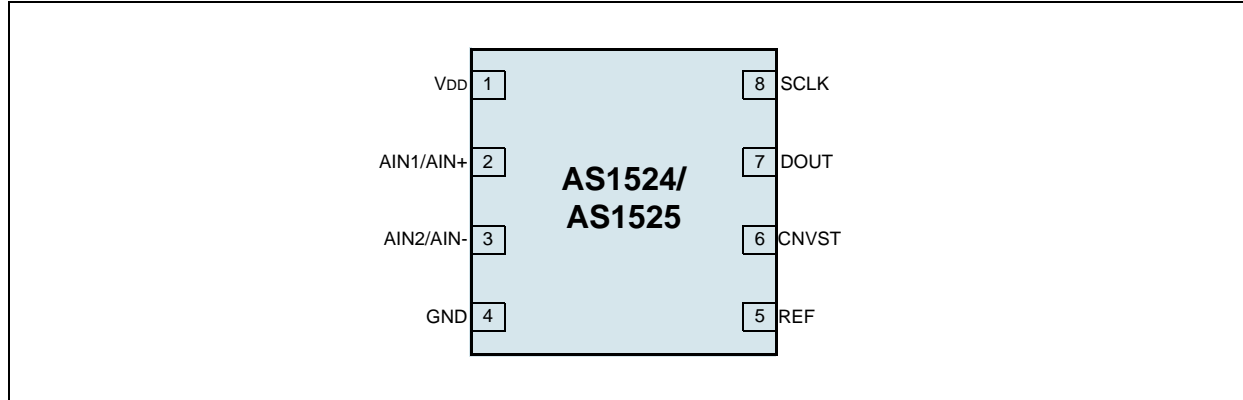 VDD 1
8 SCLK
AIN1/AIN+ 2
7 DOUT
AS1524/
AS1525
AIN2/AIN- 3
6 CNVST
GND 4
5 REF